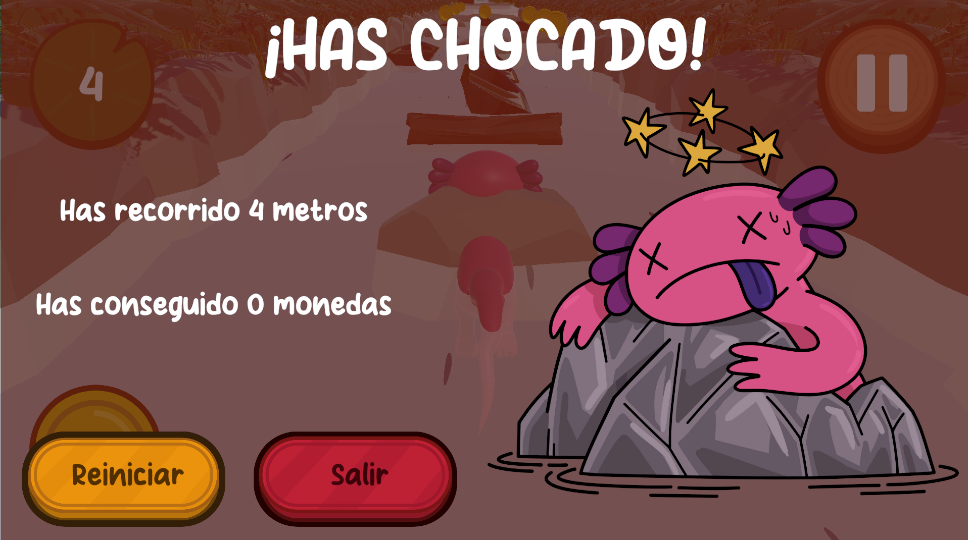 ¡HAS CHOCADO!
4
Has recorrido 4 metros
Has conseguido 0 monedas
Reiniciar
Salir